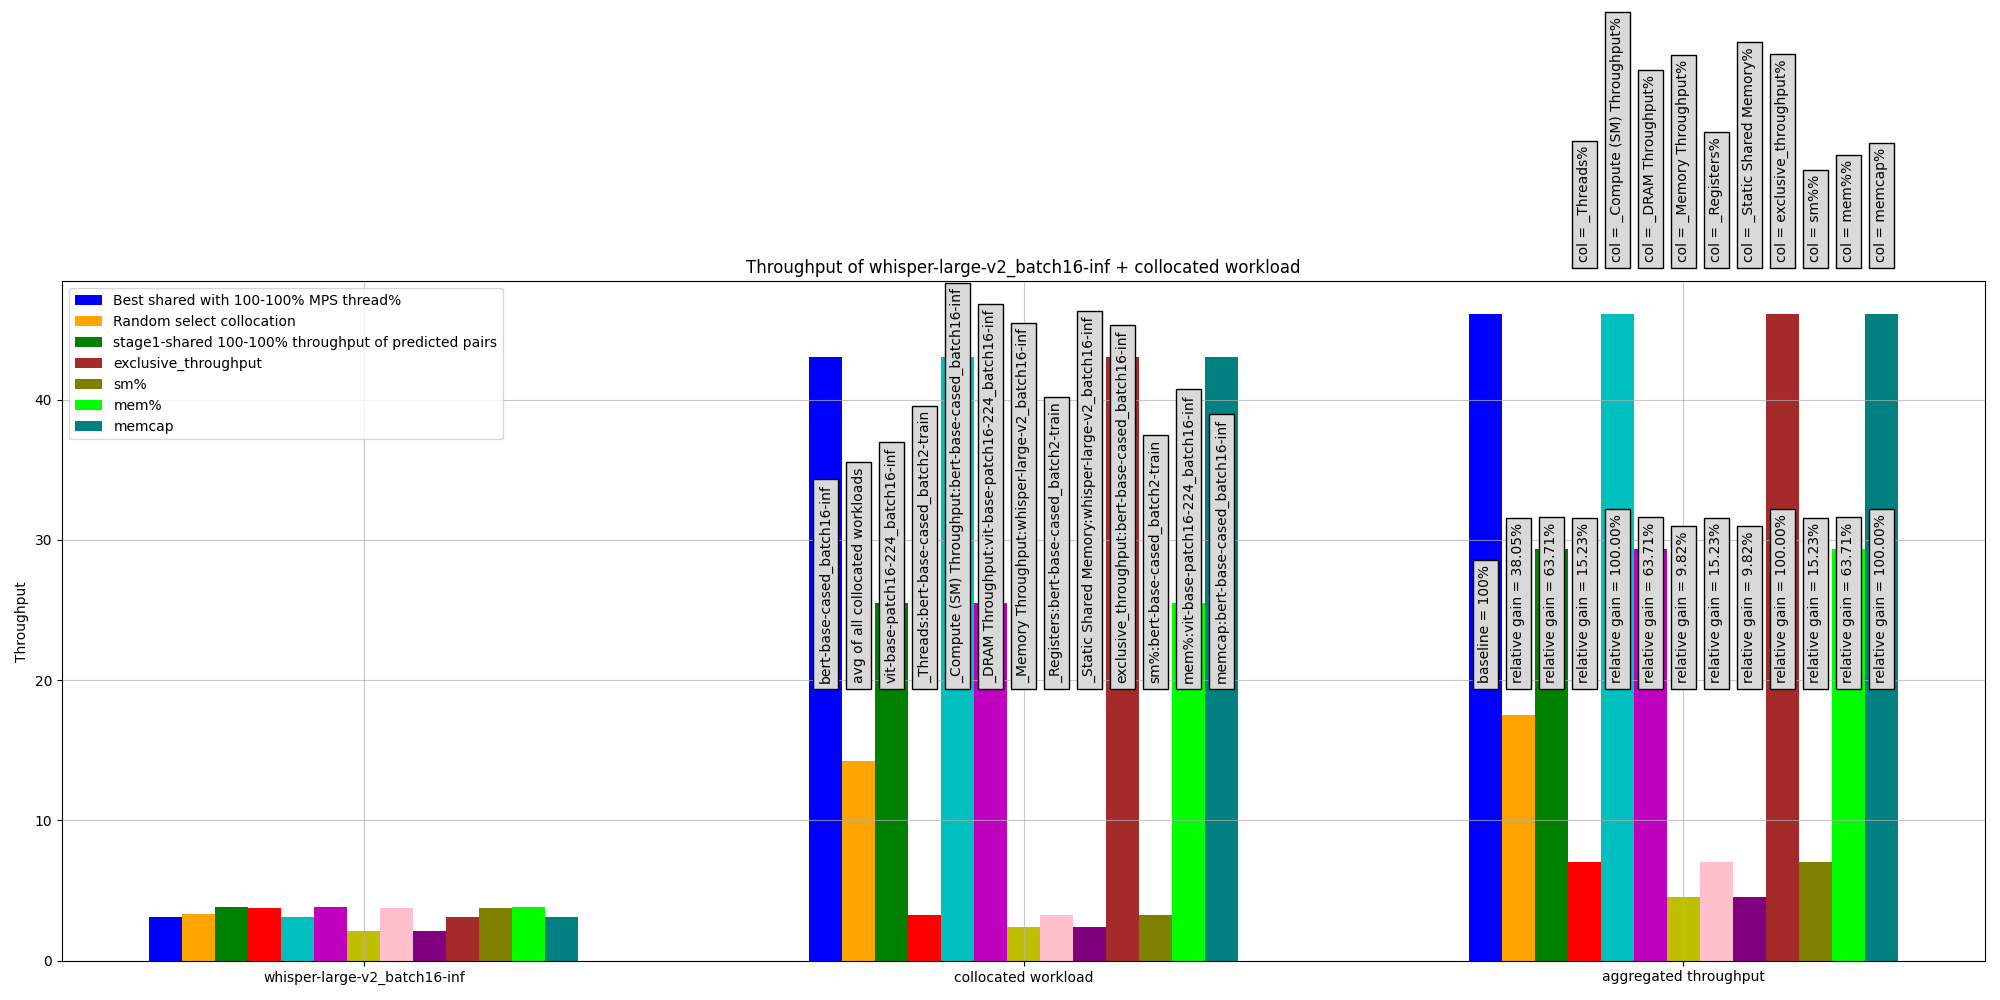 col = _Threads%
col = _Compute (SM) Throughput%
col = _DRAM Throughput%
col = _Memory Throughput%
col = _Registers%
col = _Static Shared Memory%
col = exclusive_throughput%
col = sm%%
col = mem%%
col = memcap%
Throughput of whisper-large-v2_batch16-inf + collocated workload
Best shared with 100-100% MPS thread%
Random select collocation
stage1-shared 100-100% throughput of predicted pairs
exclusive_throughput
sm%
mem%
memcap
Throughput
40
30
20
10
0
bert-base-cased_batch16-inf
avg of all collocated workloads
vit-base-patch16-224_batch16-inf
_Threads:bert-base-cased_batch2-train
_Compute (SM) Throughput:bert-base-cased_batch16-inf
_DRAM Throughput:vit-base-patch16-224_batch16-inf
_Memory Throughput:whisper-large-v2_batch16-inf
_Registers:bert-base-cased_batch2-train
_Static Shared Memory:whisper-large-v2_batch16-inf
exclusive_throughput:bert-base-cased_batch16-inf
sm%:bert-base-cased_batch2-train
mem%:vit-base-patch16-224_batch16-inf
memcap:bert-base-cased_batch16-inf
baseline = 100%
relative gain = 38.05%
relative gain = 63.71%
relative gain = 15.23%
relative gain = 100.00%
relative gain = 63.71%
relative gain = 9.82%
relative gain = 15.23%
relative gain = 9.82%
relative gain = 100.00%
relative gain = 15.23%
relative gain = 63.71%
relative gain = 100.00%
whisper-large-v2_batch16-inf
collocated workload
aggregated throughput